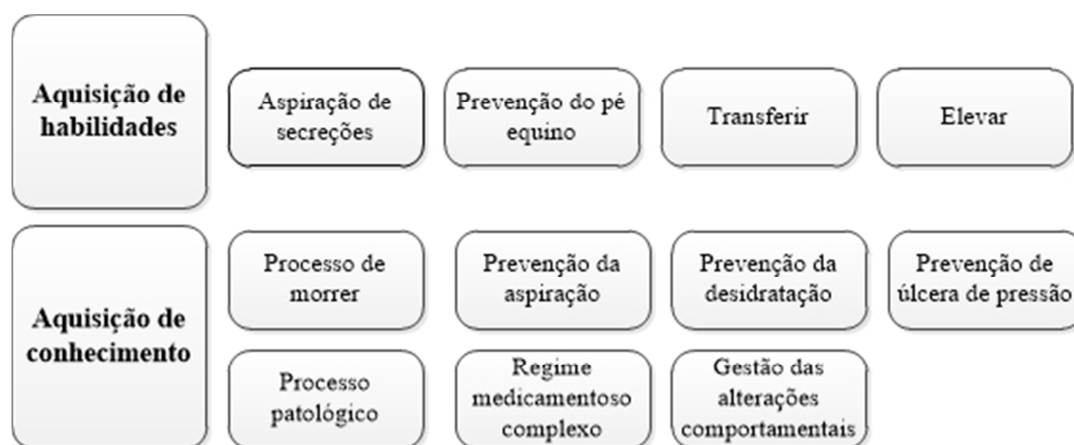 Aquisição de
habilidades
Aspiração de
secreções
Prevenção do pé
equino
Transferir
Elevar
Aquisição de
conhecimento
Processo de
morrer
Prevenção da
aspiração
Prevenção da
desidratação
Prevenção de
úlcera de pressão
Processo
patológico
Regime
medicamentoso
complexo
Gestão das
alterações
comportamentais